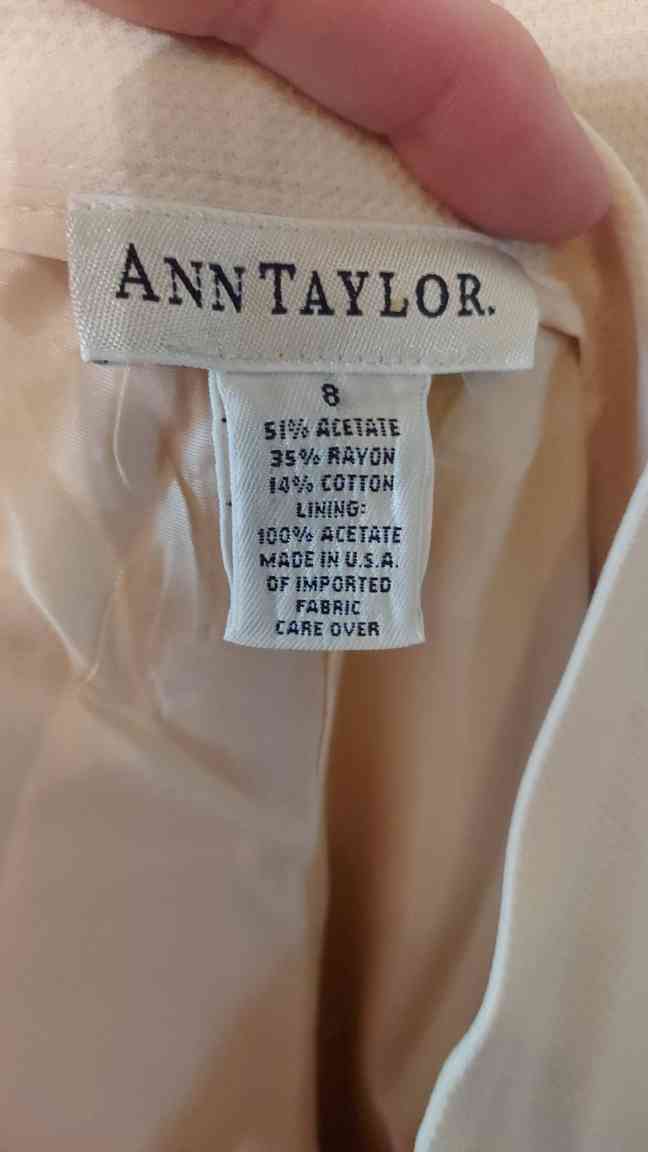 ANN TAYLOR.
8
51% ACETATE
35% RAYON
14% COTTON
LINING:
100% ACETATE
MADE IN U.S.A.
OF IMPORTED
FABRIC
CARE OVER